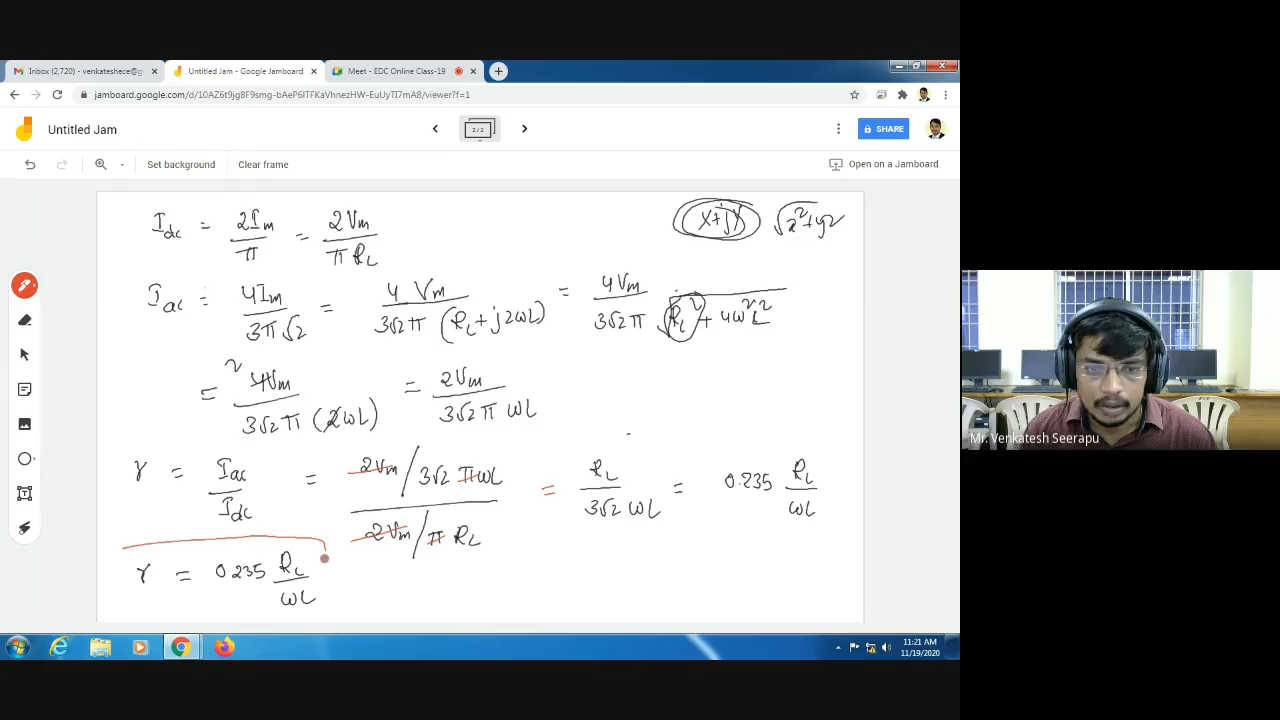 Inbox (2,720) - venkateshece@g
Untitled Jam - Google Jamboard
Meet - EDC Online Class-19
jamboard.google.com/d/10AZ6t9jg8F9smg-bAeP6lTFKaVhnezHW-EuUyTI7mA8/viewer?f=1
Untitled Jam
2/2
SHARE
Set background
Clear frame
Open on a Jamboard
x+jy √x²+y²
Idc = 2Im/π = 2Vm/πRL
Iac = 4Im/3π√2 = 4Vm/3√2π(RL+j2ωL) = 4Vm/3√2π√RL²+4ω²L²
= 2 4Vm/3√2π(2ωL) = 2Vm/3√2πωL
γ = Iac/Idc = 2Vm/3√2πωL / 2Vm/πRL = RL/3√2ωL = 0.235 RL/ωL
γ = 0.235 RL/ωL
Mr. Venkatesh Seerapu
11:21 AM
11/19/2020